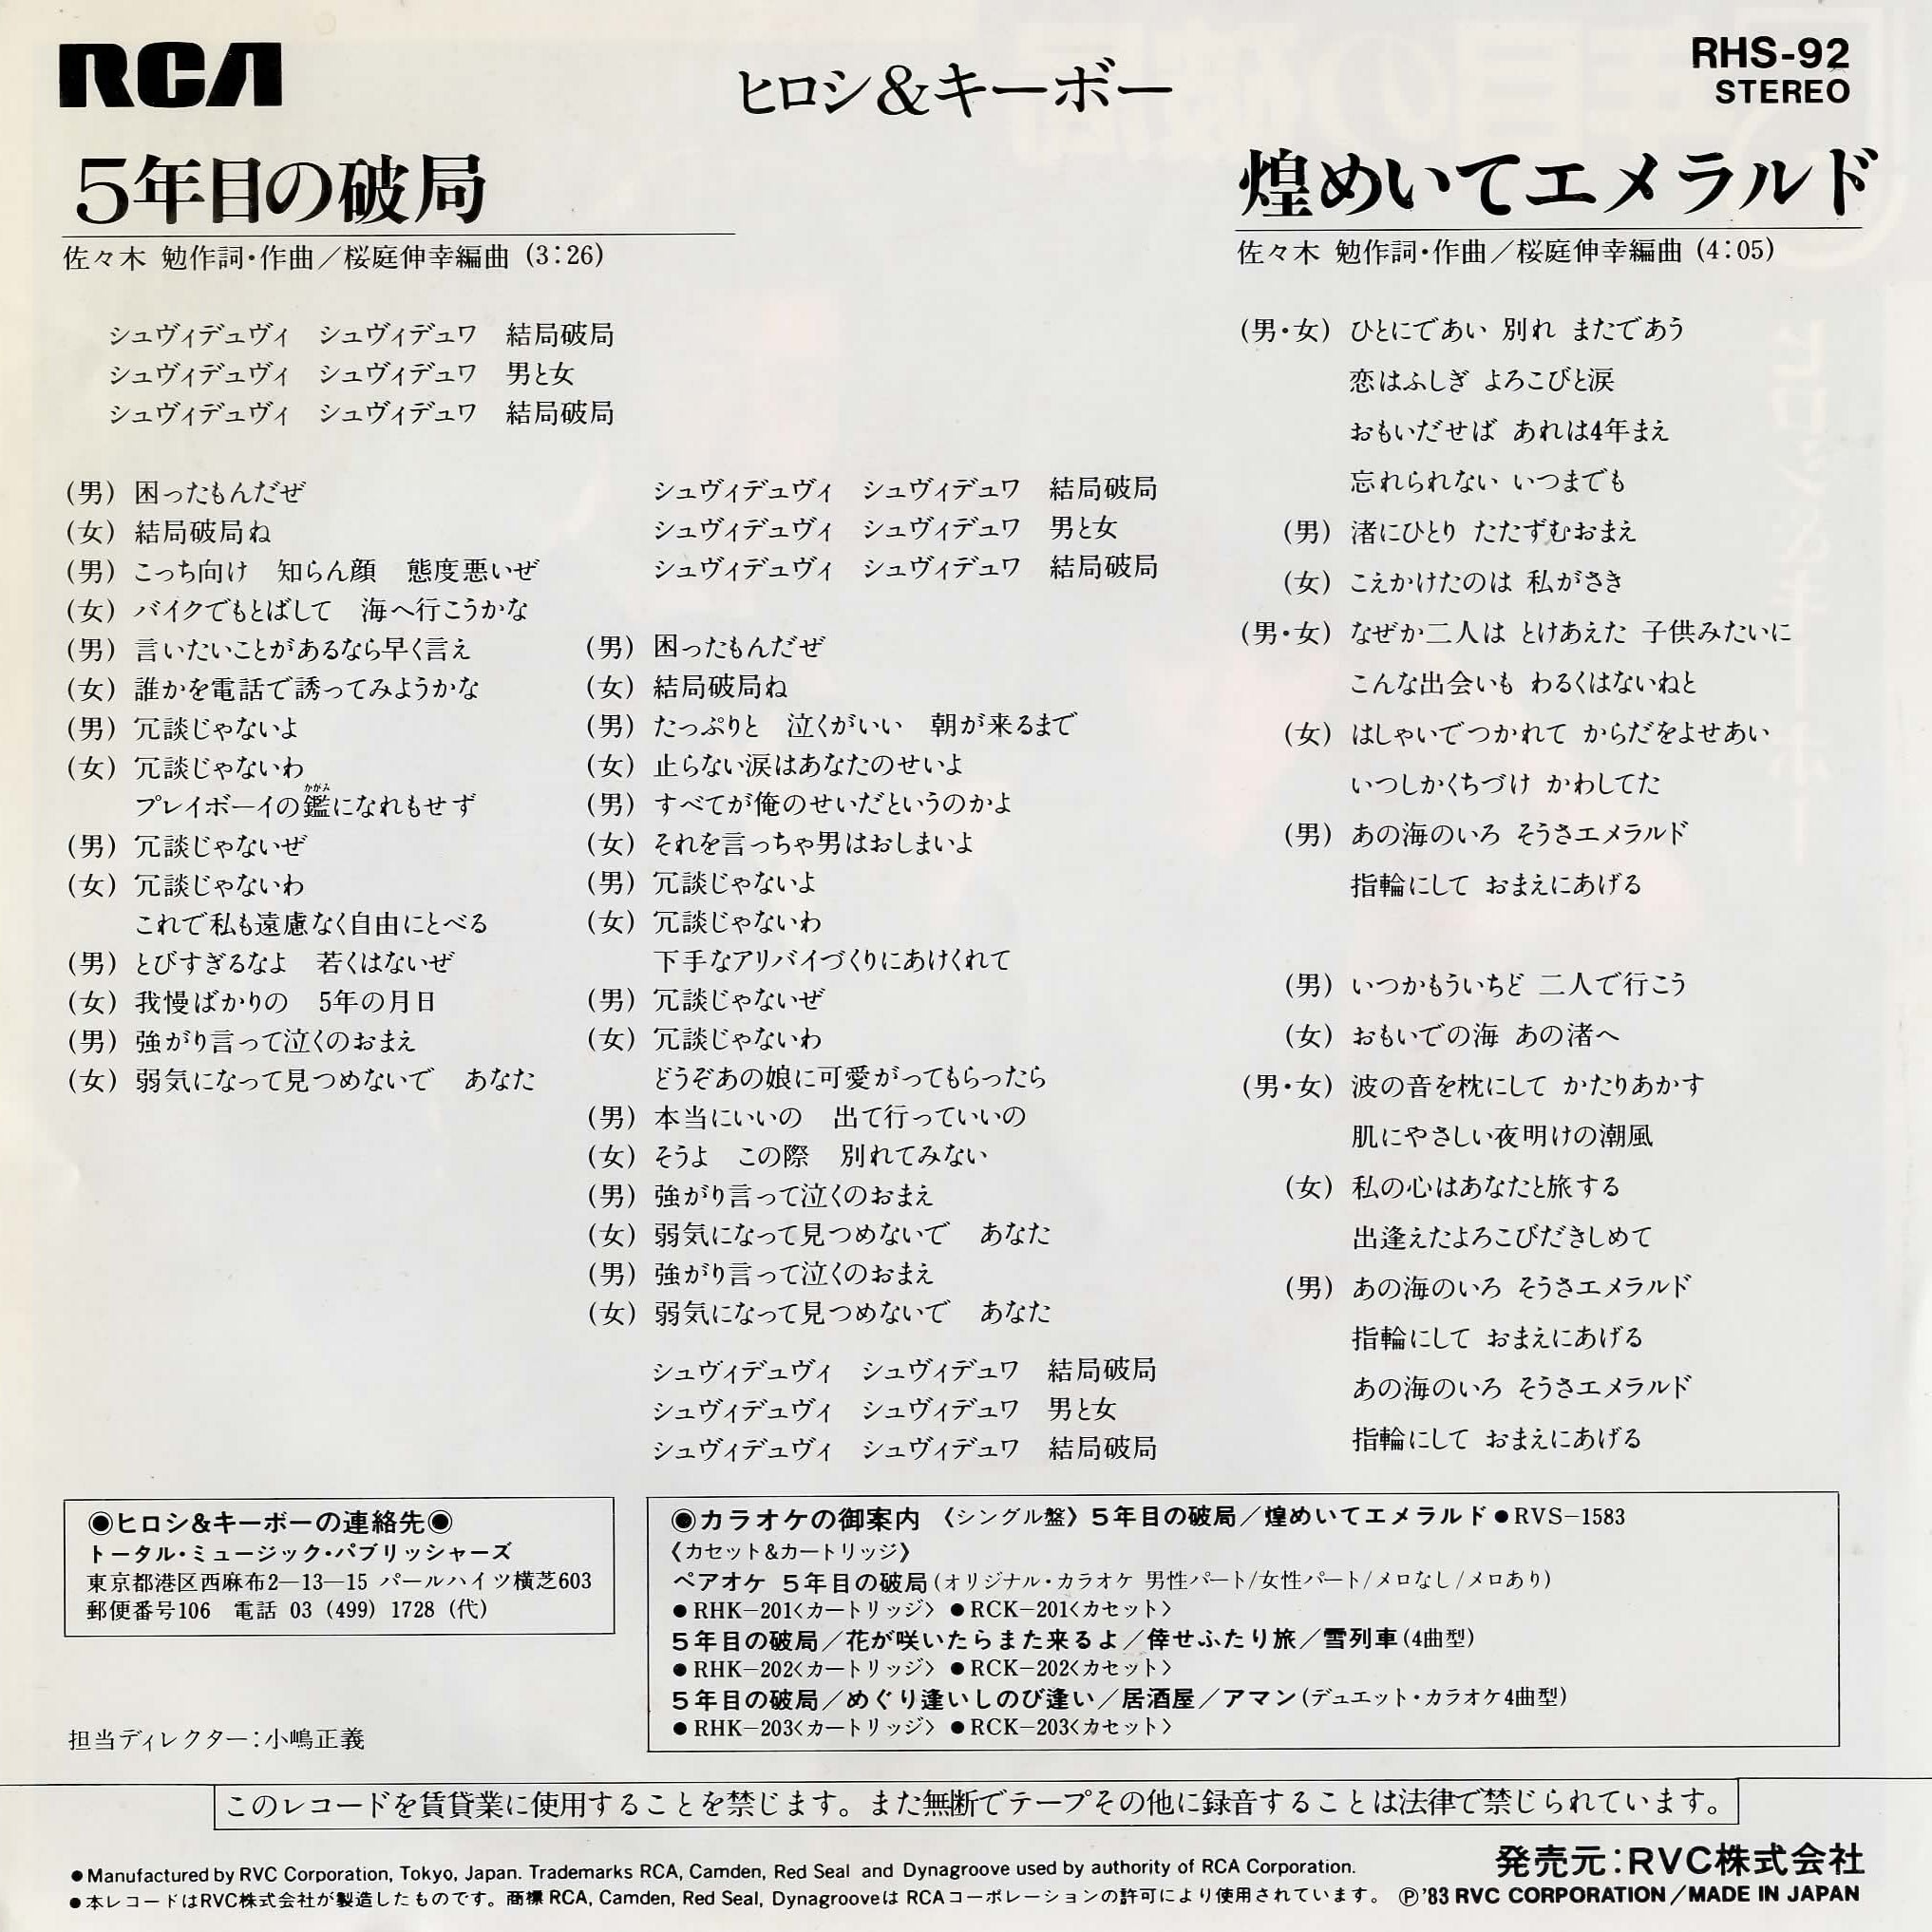 RCA
ヒロシ&キーボー
RHS-92
STEREO
5年目の破局
佐々木 勉作詞・作曲／桜庭伸幸編曲 (3:26)
シュヴィデュヴィ　シュヴィデュワ　結局破局
シュヴィデュヴィ　シュヴィデュワ　男と女
シュヴィデュヴィ　シュヴィデュワ　結局破局
(男) 困ったもんだぜ
(女) 結局破局ね
(男) こっち向け　知らん顔　態度悪いぜ
(女) バイクでもとばして　海へ行こうかな
(男) 言いたいことがあるなら早く言え
(女) 誰かを電話で誘ってみようかな
(男) 冗談じゃないよ
(女) 冗談じゃないわ
かがみ
プレイボーイの鑑になれもせず
(男) 冗談じゃないぜ
(女) 冗談じゃないわ
これで私も遠慮なく自由にとべる
(男) とびすぎるなよ　若くはないぜ
(女) 我慢ばかりの　5年の月日
(男) 強がり言って泣くのおまえ
(女) 弱気になって見つめないで　あなた
シュヴィデュヴィ　シュヴィデュワ　結局破局
シュヴィデュヴィ　シュヴィデュワ　男と女
シュヴィデュヴィ　シュヴィデュワ　結局破局
(男) 困ったもんだぜ
(女) 結局破局ね
(男) たっぷりと　泣くがいい　朝が来るまで
(女) 止らない涙はあなたのせいよ
(男) すべてが俺のせいだというのかよ
(女) それを言っちゃ男はおしまいよ
(男) 冗談じゃないよ
(女) 冗談じゃないわ
下手なアリバイづくりにあけくれて
(男) 冗談じゃないぜ
(女) 冗談じゃないわ
どうぞあの娘に可愛がってもらったら
(男) 本当にいいの　出て行っていいの
(女) そうよ　この際　別れてみない
(男) 強がり言って泣くのおまえ
(女) 弱気になって見つめないで　あなた
(男) 強がり言って泣くのおまえ
(女) 弱気になって見つめないで　あなた
シュヴィデュヴィ　シュヴィデュワ　結局破局
シュヴィデュヴィ　シュヴィデュワ　男と女
シュヴィデュヴィ　シュヴィデュワ　結局破局
煌めいてエメラルド
佐々木 勉作詞・作曲／桜庭伸幸編曲 (4:05)
(男・女) ひとにであい 別れ またであう
恋はふしぎ よろこびと涙
おもいだせば あれは4年まえ
忘れられない いつまでも
(男) 渚にひとり たたずむおまえ
(女) こえかけたのは 私がさき
(男・女) なぜか二人は とけあえた 子供みたいに
こんな出会いも わるくはないねと
(女) はしゃいでつかれて からだをよせあい
いつしかくちづけ かわしてた
(男) あの海のいろ そうさエメラルド
指輪にして おまえにあげる
(男) いつかもういちど 二人で行こう
(女) おもいでの海 あの渚へ
(男・女) 波の音を枕にして かたりあかす
肌にやさしい夜明けの潮風
(女) 私の心はあなたと旅する
出逢えたよろこびだきしめて
(男) あの海のいろ そうさエメラルド
指輪にして おまえにあげる
あの海のいろ そうさエメラルド
指輪にして おまえにあげる
◉ヒロシ&キーボーの連絡先◉
トータル・ミュージック・パブリッシャーズ
東京都港区西麻布2―13―15 パールハイツ横芝603
郵便番号106　電話 03 (499) 1728 (代)
担当ディレクター：小嶋正義
◉カラオケの御案内 〈シングル盤〉5年目の破局／煌めいてエメラルド●RVS-1583
〈カセット&カートリッジ〉
ペアオケ 5年目の破局(オリジナル・カラオケ 男性パート/女性パート/メロなし/メロあり)
●RHK-201〈カートリッジ〉 ●RCK-201〈カセット〉
5年目の破局／花が咲いたらまた来るよ／倖せふたり旅／雪列車(4曲型)
●RHK-202〈カートリッジ〉 ●RCK-202〈カセット〉
5年目の破局／めぐり逢いしのび逢い／居酒屋／アマン(デュエット・カラオケ4曲型)
●RHK-203〈カートリッジ〉 ●RCK-203〈カセット〉
このレコードを賃貸業に使用することを禁じます。また無断でテープその他に録音することは法律で禁じられています。
●Manufactured by RVC Corporation, Tokyo, Japan. Trademarks RCA, Camden, Red Seal and Dynagroove used by authority of RCA Corporation.
●本レコードはRVC株式会社が製造したものです。商標 RCA, Camden, Red Seal, Dynagrooveは RCAコーポレーションの許可により使用されています。
発売元：RVC株式会社
Ⓟ'83 RVC CORPORATION／MADE IN JAPAN